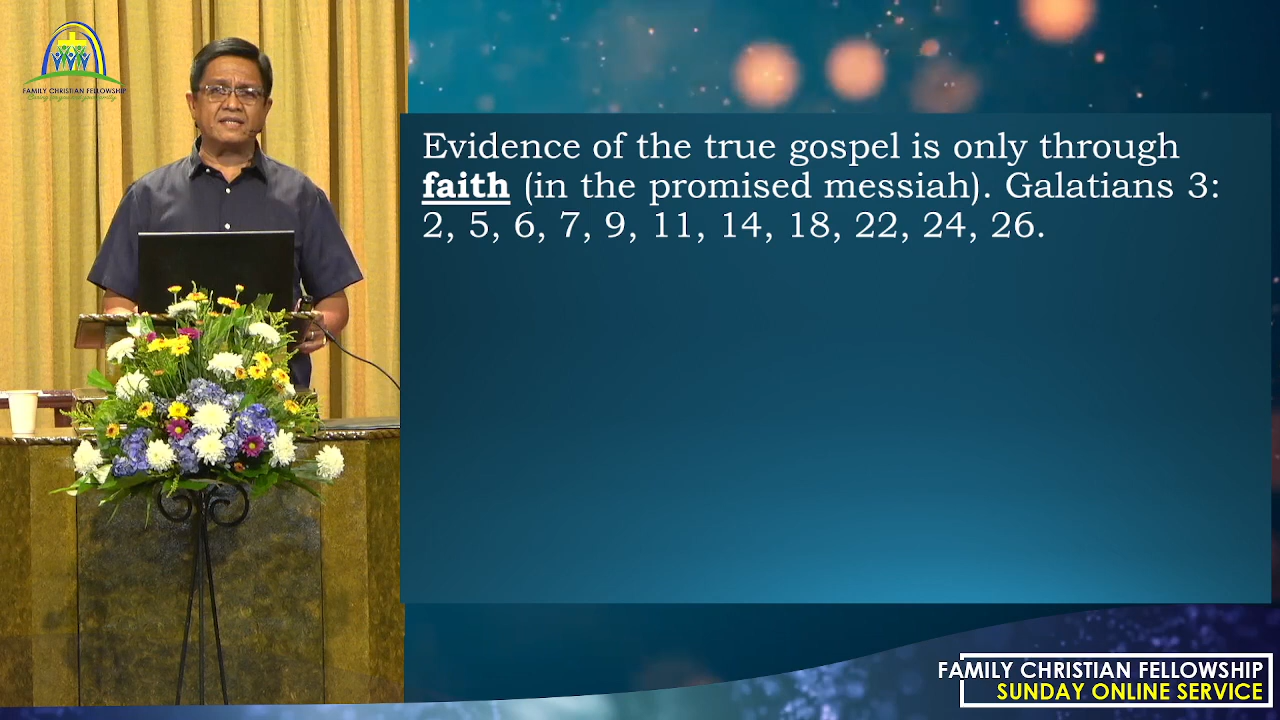 FAMILY CHRISTIAN FELLOWSHIP
Evidence of the true gospel is only through
faith (in the promised messiah). Galatians 3:
2, 5, 6, 7, 9, 11, 14, 18, 22, 24, 26.
FAMILY CHRISTIAN FELLOWSHIP
SUNDAY ONLINE SERVICE